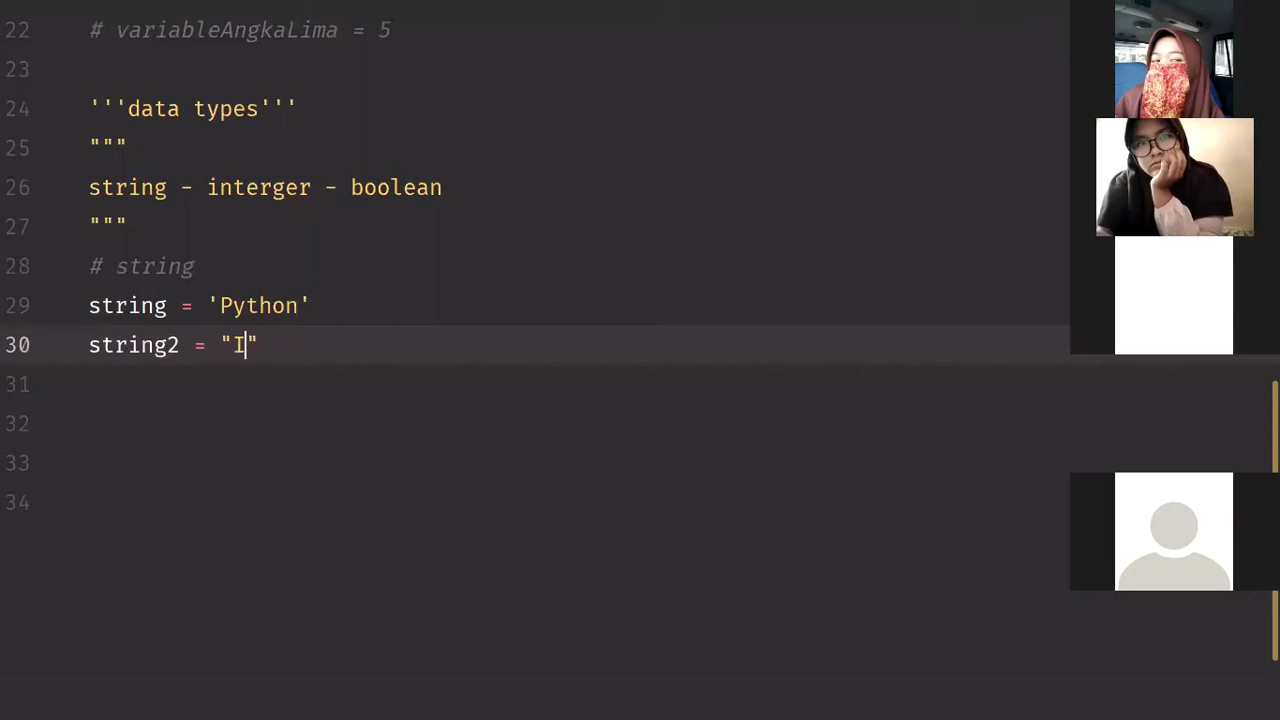 22 # variableAngkaLima = 5
23
24 '''data types'''
25 """
26 string - interger - boolean
27 """
28 # string
29 string = 'Python'
30 string2 = "I"
31
32
33
34